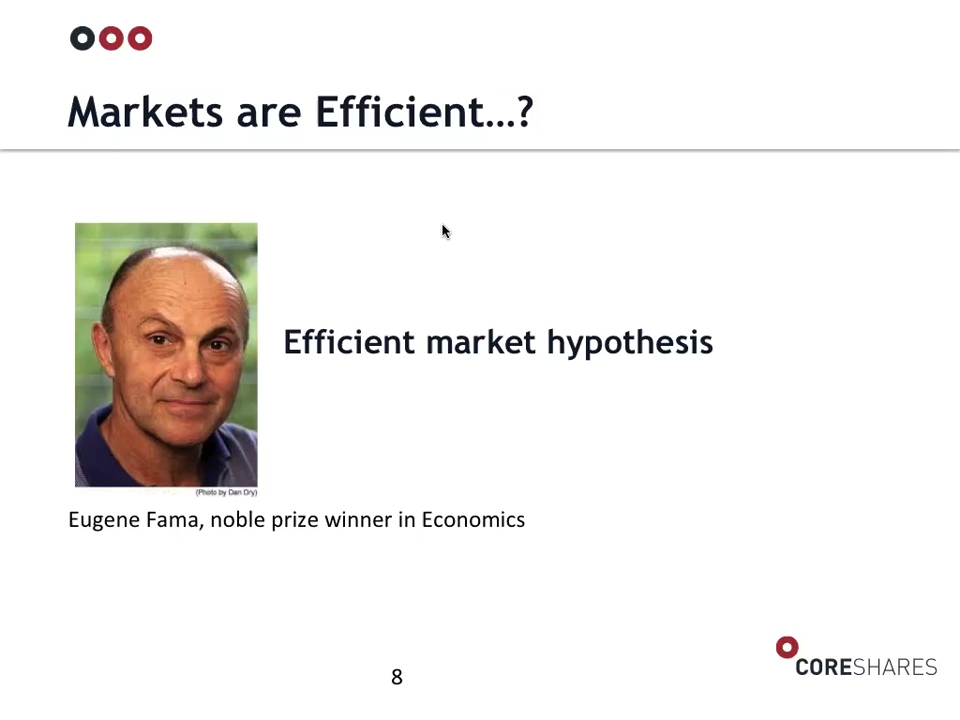 Markets are Efficient...?
Efficient market hypothesis
(Photo by Dan Dry)
Eugene Fama, noble prize winner in Economics
8
CORESHARES